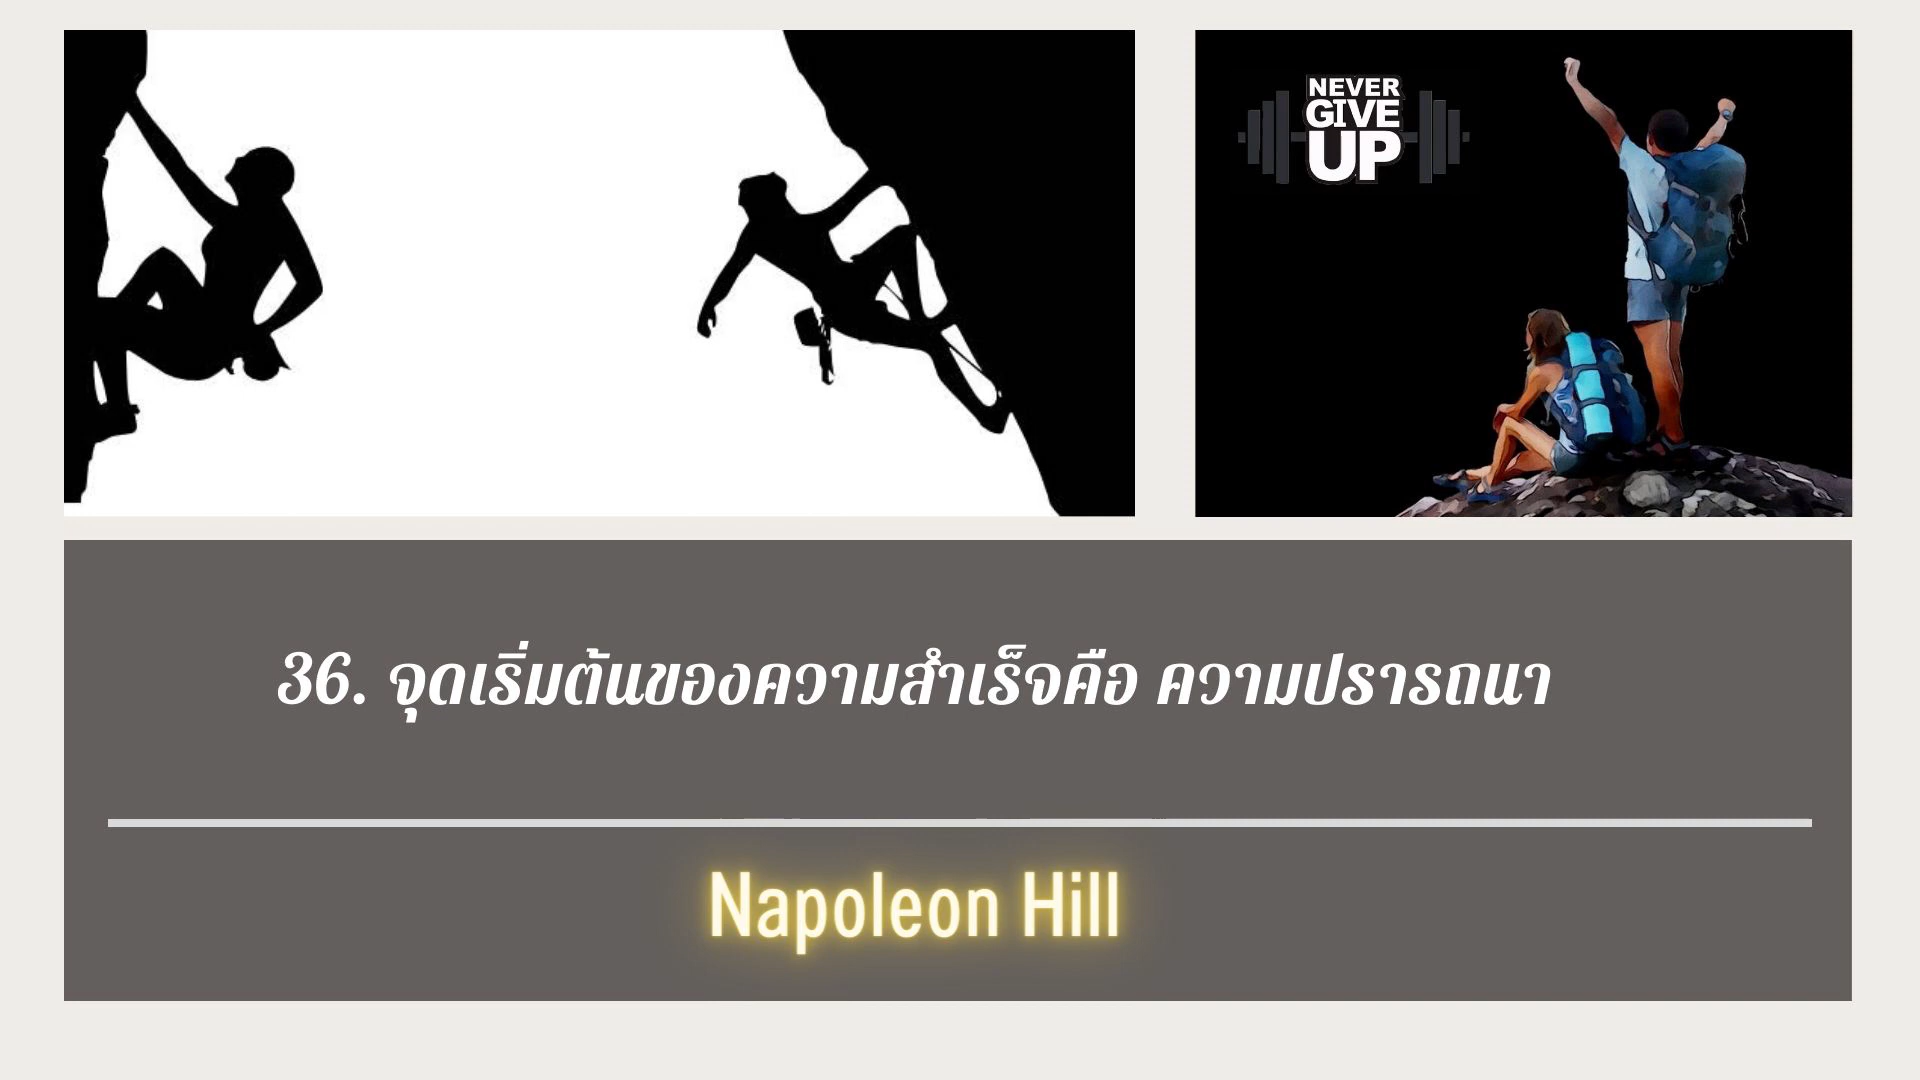 NEVER
GIVE
UP
36. จุดเริ่มต้นของความสำเร็จคือ ความปรารถนา
Napoleon Hill